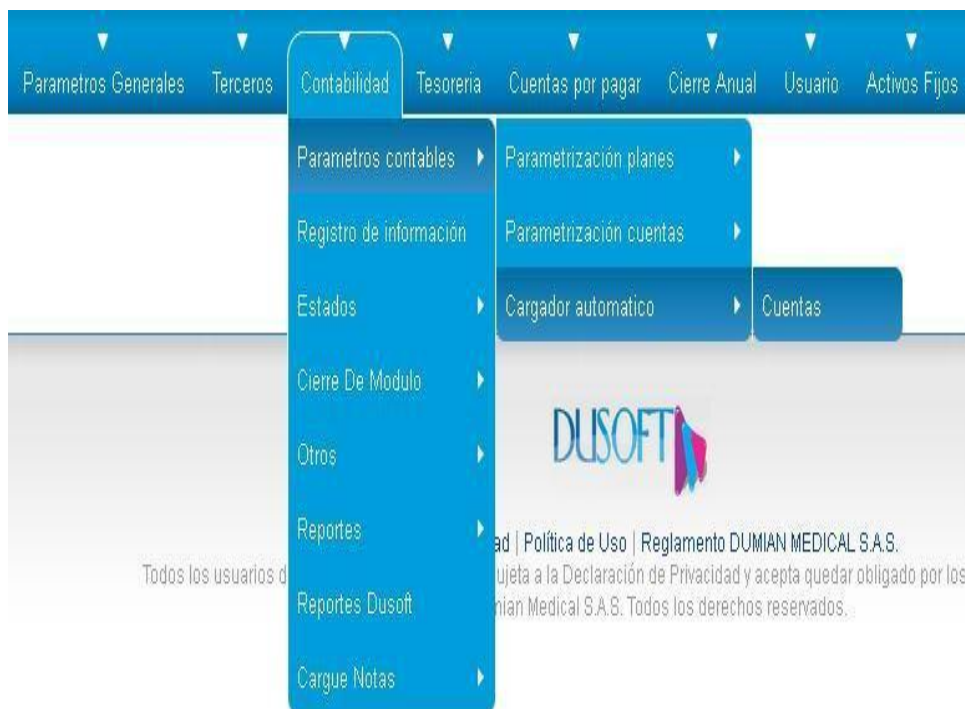 Parametros Generales Terceros Contabilidad Tesoreria Cuentas por pagar Cierre Anual Usuario Activos Fijos
Parametros contables Parametrización planes
Registro de información Parametrización cuentas
Estados Cargador automatico Cuentas
Cierre De Modulo
Otros
DUSOFT
Reportes
ad | Política de Uso | Reglamento DUMIAN MEDICAL S.A.S.
Todos los usuarios d ujeta a la Declaración de Privacidad y acepta quedar obligado por los
Reportes Dusoft
mian Medical S.A.S. Todos los derechos reservados.
Cargue Notas